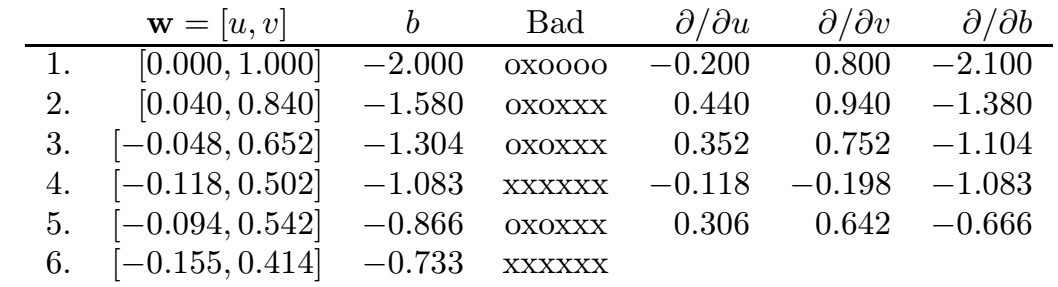 w = [u, v] b Bad ∂/∂u ∂/∂v ∂/∂b
1. [0.000, 1.000] −2.000 oxoooo −0.200 0.800 −2.100
2. [0.040, 0.840] −1.580 oxoxxx 0.440 0.940 −1.380
3. [−0.048, 0.652] −1.304 oxoxxx 0.352 0.752 −1.104
4. [−0.118, 0.502] −1.083 xxxxxx −0.118 −0.198 −1.083
5. [−0.094, 0.542] −0.866 oxoxxx 0.306 0.642 −0.666
6. [−0.155, 0.414] −0.733 xxxxxx